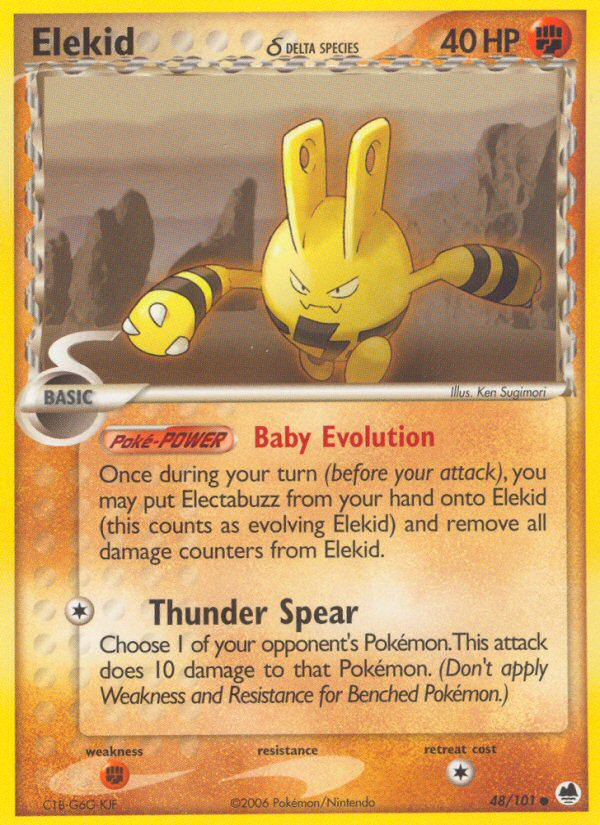 Elekid δ DELTA SPECIES 40 HP
BASIC
Illus. Ken Sugimori
Poké-POWER Baby Evolution
Once during your turn (before your attack), you
may put Electabuzz from your hand onto Elekid
(this counts as evolving Elekid) and remove all
damage counters from Elekid.
Thunder Spear
Choose 1 of your opponent's Pokémon. This attack
does 10 damage to that Pokémon. (Don't apply
Weakness and Resistance for Benched Pokémon.)
weakness resistance retreat cost
CTB-G6G-KJF ©2006 Pokémon/Nintendo 48/101 ●